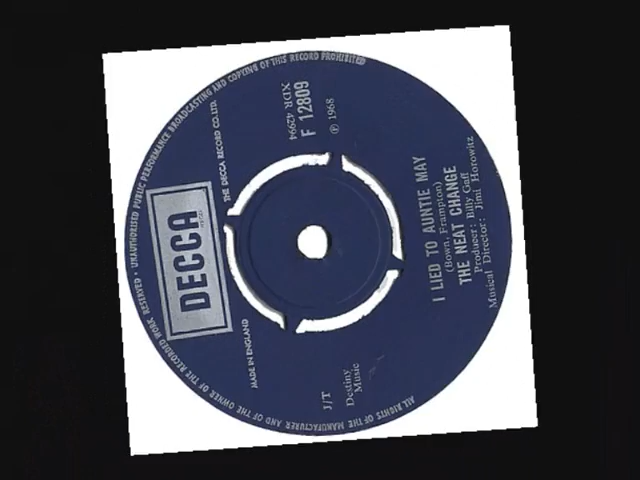 UNAUTHORISED PUBLIC PERFORMANCE BROADCASTING AND COPYING OF THIS RECORD PROHIBITED
ALL RIGHTS OF THE MANUFACTURER AND OF THE OWNER OF THE RECORDED WORK RESERVED •
DECCA
MADE IN ENGLAND
THE DECCA RECORD CO. LTD.
J/T
Destiny
Music
XDR 42994
F 12809
℗ 1968
I LIED TO AUNTIE MAY
(Bown, Frampton)
THE NEAT CHANGE
Producer: Billy Gaff
Musical Director: Jimi Horowitz